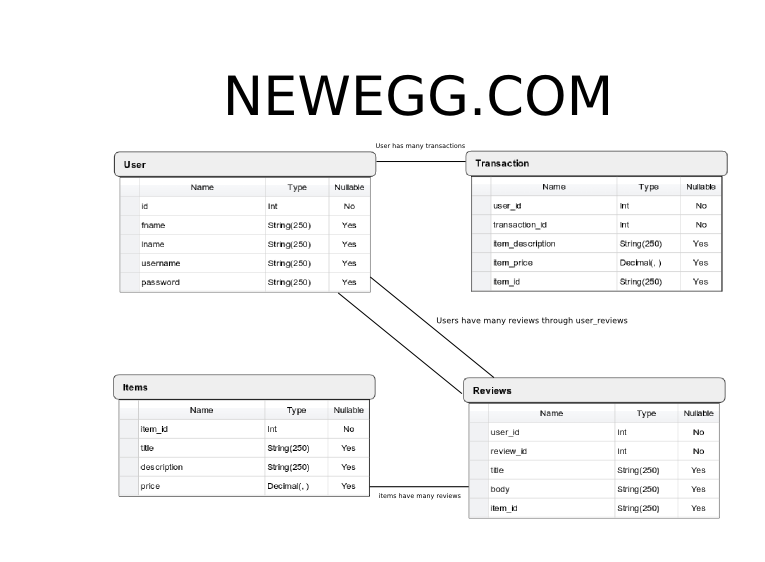 NEWEGG.COM
User has many transactions
User
Name Type Nullable
id Int No
fname String(250) Yes
lname String(250) Yes
username String(250) Yes
password String(250) Yes
Transaction
Name Type Nullable
user_id Int No
transaction_id Int No
item_description String(250) Yes
item_price Decimal(, ) Yes
item_id String(250) Yes
Users have many reviews through user_reviews
Items
Name Type Nullable
item_id Int No
title String(250) Yes
description String(250) Yes
price Decimal(, ) Yes
items have many reviews
Reviews
Name Type Nullable
user_id Int No
review_id Int No
title String(250) Yes
body String(250) Yes
item_id String(250) Yes